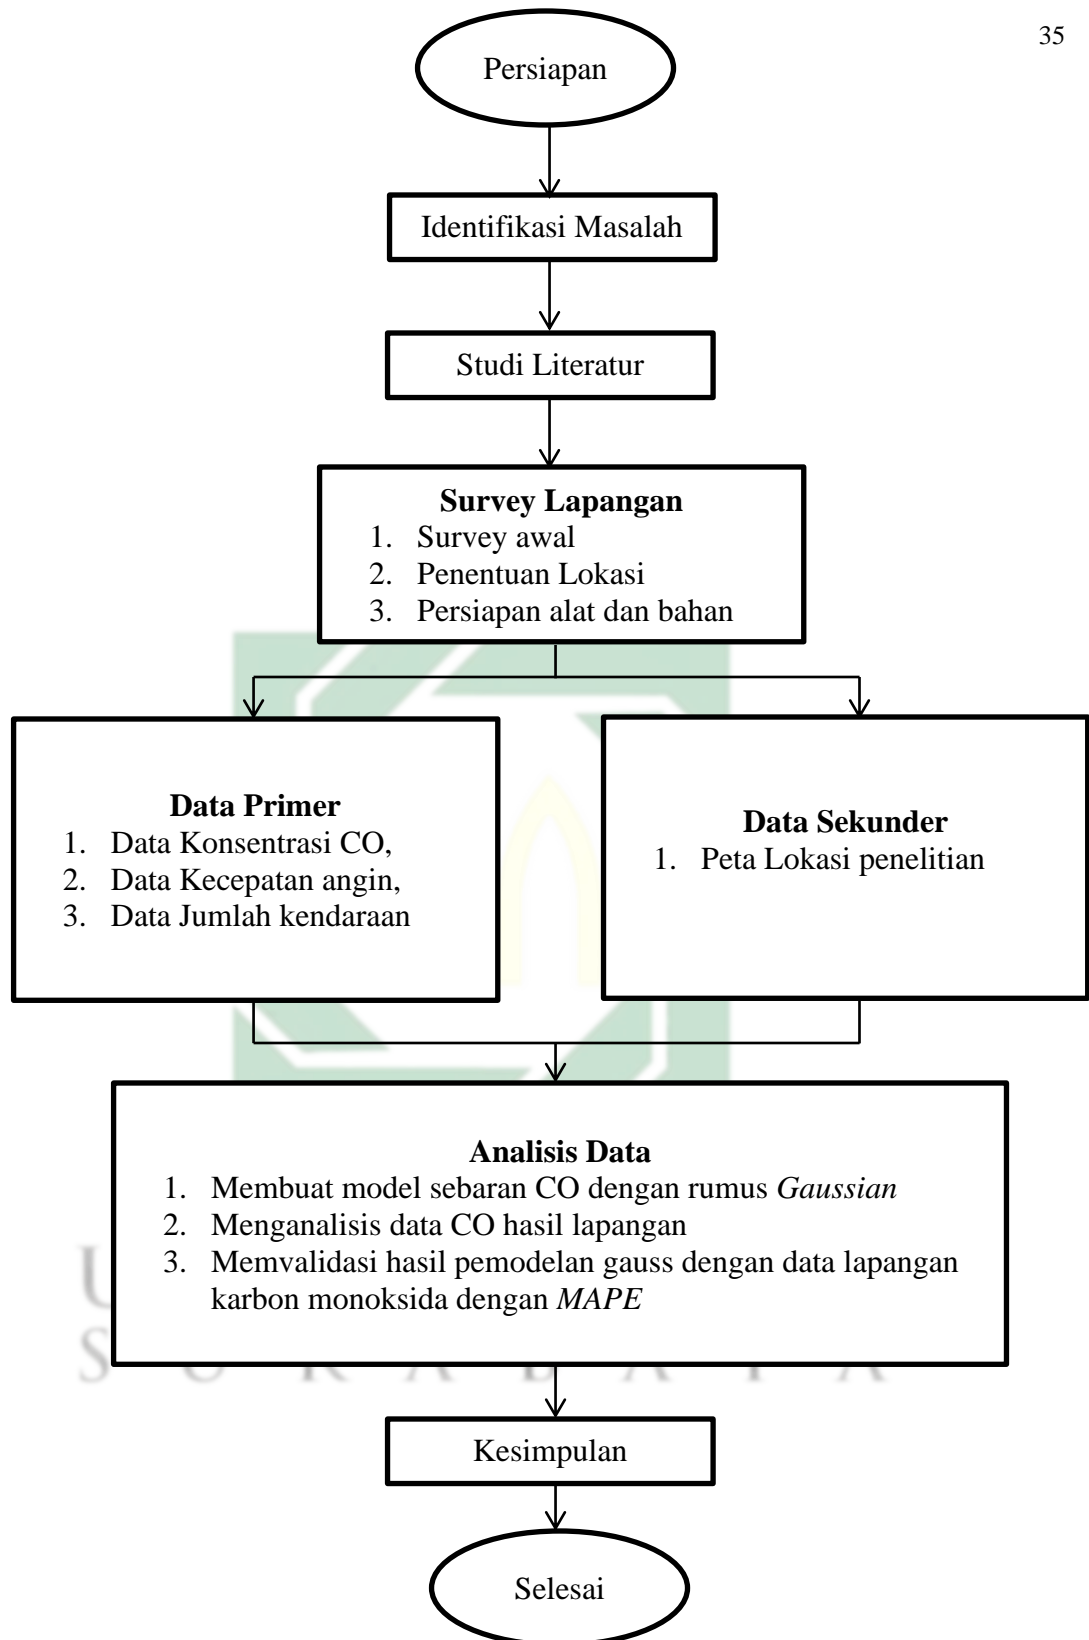 35
Persiapan
Identifikasi Masalah
Studi Literatur
Survey Lapangan
1. Survey awal
2. Penentuan Lokasi
3. Persiapan alat dan bahan
Data Primer
1. Data Konsentrasi CO,
2. Data Kecepatan angin,
3. Data Jumlah kendaraan
Data Sekunder
1. Peta Lokasi penelitian
Analisis Data
1. Membuat model sebaran CO dengan rumus Gaussian
2. Menganalisis data CO hasil lapangan
3. Memvalidasi hasil pemodelan gauss dengan data lapangan
karbon monoksida dengan MAPE
Kesimpulan
Selesai